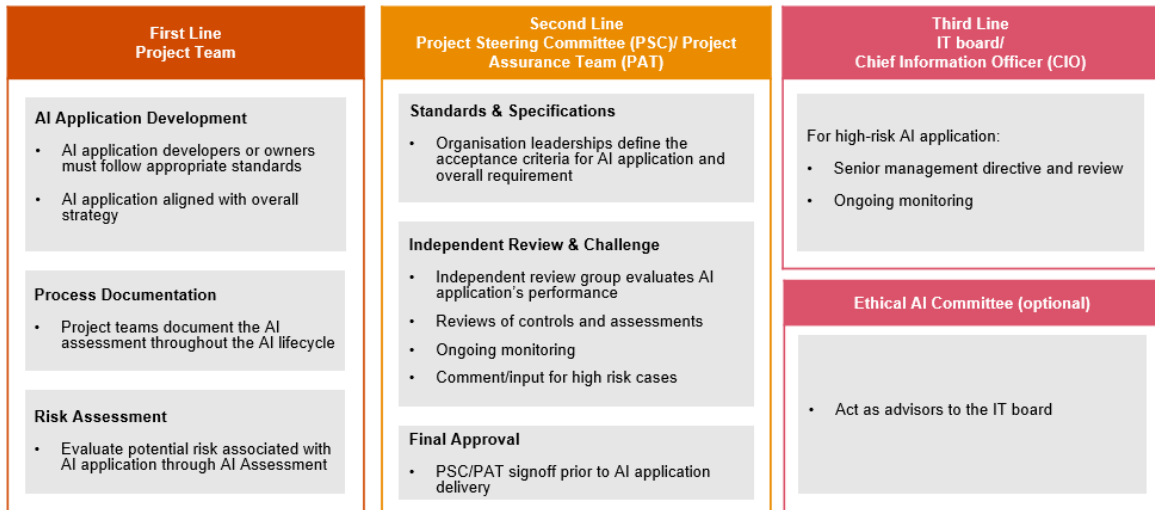 First Line
Project Team
AI Application Development
• AI application developers or owners
must follow appropriate standards
• AI application aligned with overall
strategy
Process Documentation
• Project teams document the AI
assessment throughout the AI lifecycle
Risk Assessment
• Evaluate potential risk associated with
AI application through AI Assessment
Second Line
Project Steering Committee (PSC)/ Project
Assurance Team (PAT)
Standards & Specifications
• Organisation leaderships define the
acceptance criteria for AI application and
overall requirement
Independent Review & Challenge
• Independent review group evaluates AI
application's performance
• Reviews of controls and assessments
• Ongoing monitoring
• Comment/input for high risk cases
Final Approval
• PSC/PAT signoff prior to AI application
delivery
Third Line
IT board/
Chief Information Officer (CIO)
For high-risk AI application:
• Senior management directive and review
• Ongoing monitoring
Ethical AI Committee (optional)
• Act as advisors to the IT board